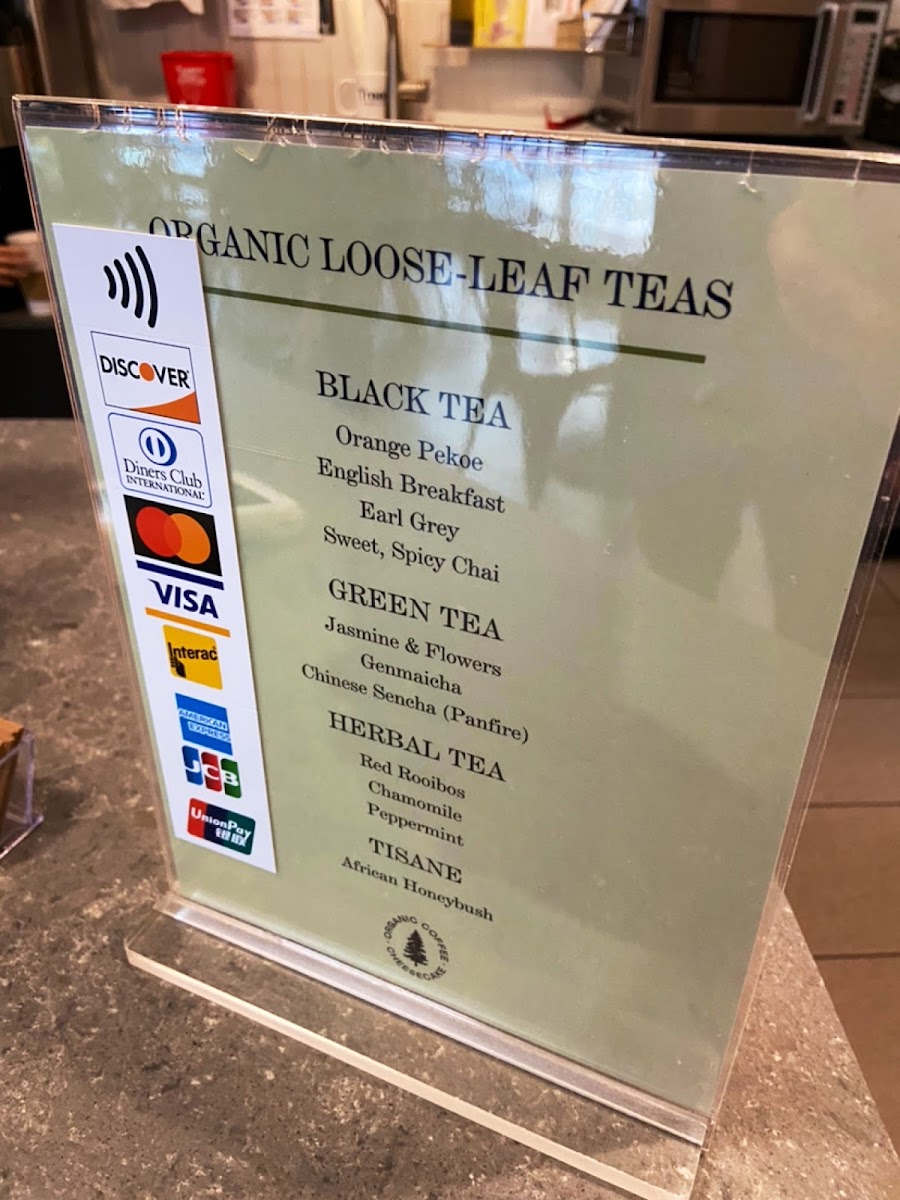 ORGANIC LOOSE-LEAF TEAS
BLACK TEA
Orange Pekoe
English Breakfast
Earl Grey
Sweet, Spicy Chai
GREEN TEA
Jasmine & Flowers
Genmaicha
Chinese Sencha (Panfire)
HERBAL TEA
Red Rooibos
Chamomile
Peppermint
TISANE
African Honeybush
ORGANIC COFFEE
CHEESECAKE
DISCOVER
Diners Club
INTERNATIONAL
VISA
Interac
AMERICAN
EXPRESS
JCB
UnionPay
银联